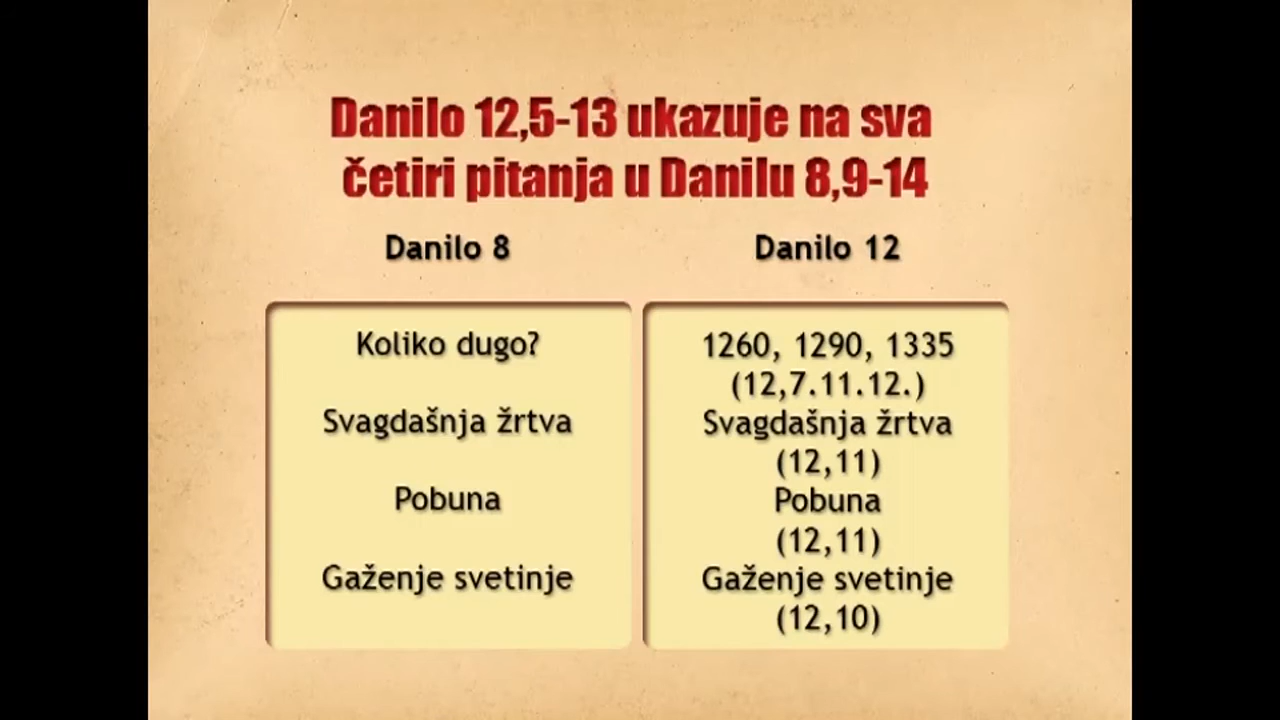 Danilo 12,5-13 ukazuje na sva
četiri pitanja u Danilu 8,9-14
Danilo 8
Koliko dugo?
Svagdašnja žrtva
Pobuna
Gaženje svetinje
Danilo 12
1260, 1290, 1335
(12,7.11.12.)
Svagdašnja žrtva
(12,11)
Pobuna
(12,11)
Gaženje svetinje
(12,10)